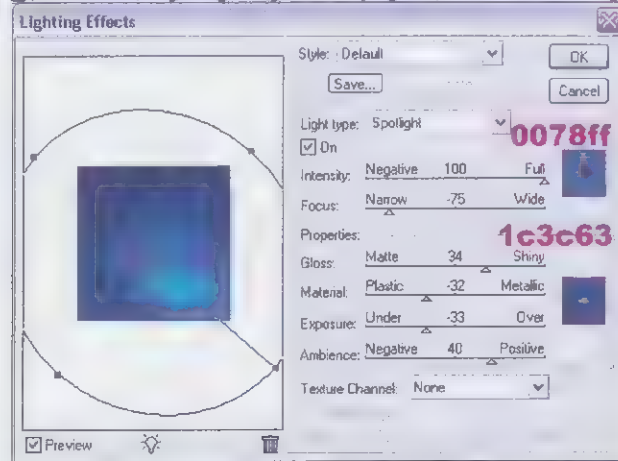 Lighting Effects
Style: Default
OK
Save...
Cancel
Light type: Spotlight
On
0078ff
Intensity: Negative 100 Full
Focus: Narrow -75 Wide
Properties:
1c3c63
Gloss: Matte 34 Shiny
Material: Plastic -32 Metallic
Exposure: Under -33 Over
Ambience: Negative 40 Positive
Texture Channel: None
Preview